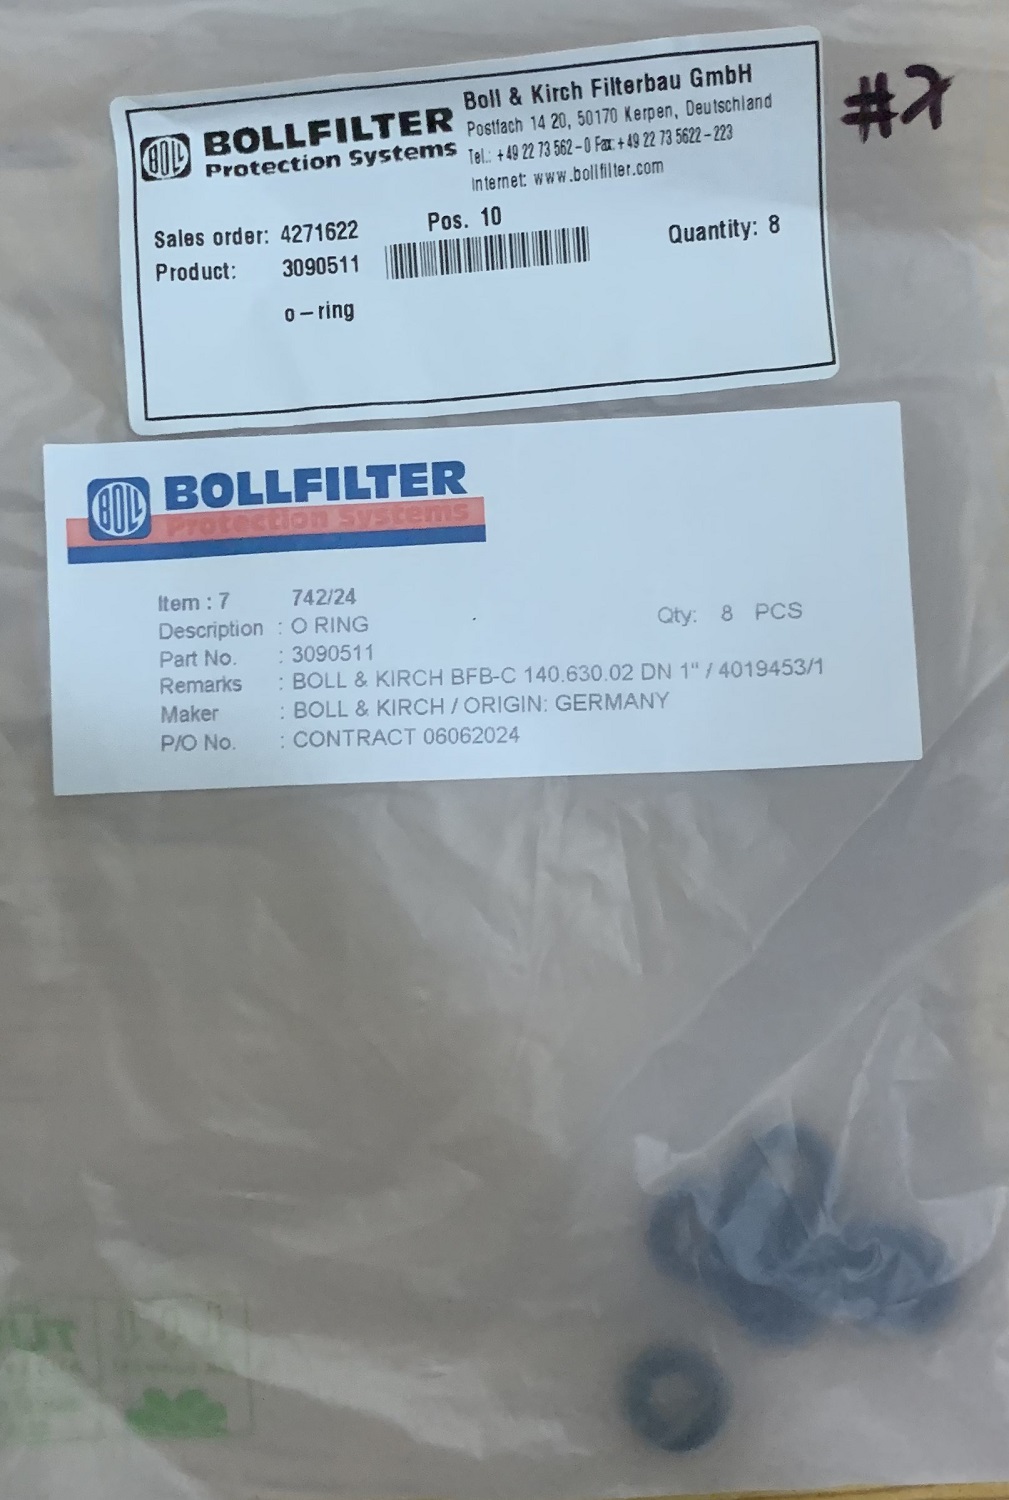 #7
BOLL
BOLLFILTER
Protection Systems
Boll & Kirch Filterbau GmbH
Postfach 14 20, 50170 Kerpen, Deutschland
Tel.: +49 22 73 562-0 Fax: +49 22 73 5622-223
Internet: www.bollfilter.com
Sales order: 4271622 Pos. 10 Quantity: 8
Product: 3090511
o-ring
BOLL
BOLLFILTER
Protection Systems
Item : 7 742/24
Description : O RING Qty: 8 PCS
Part No. : 3090511
Remarks : BOLL & KIRCH BFB-C 140.630.02 DN 1" / 4019453/1
Maker : BOLL & KIRCH / ORIGIN: GERMANY
P/O No. : CONTRACT 06062024